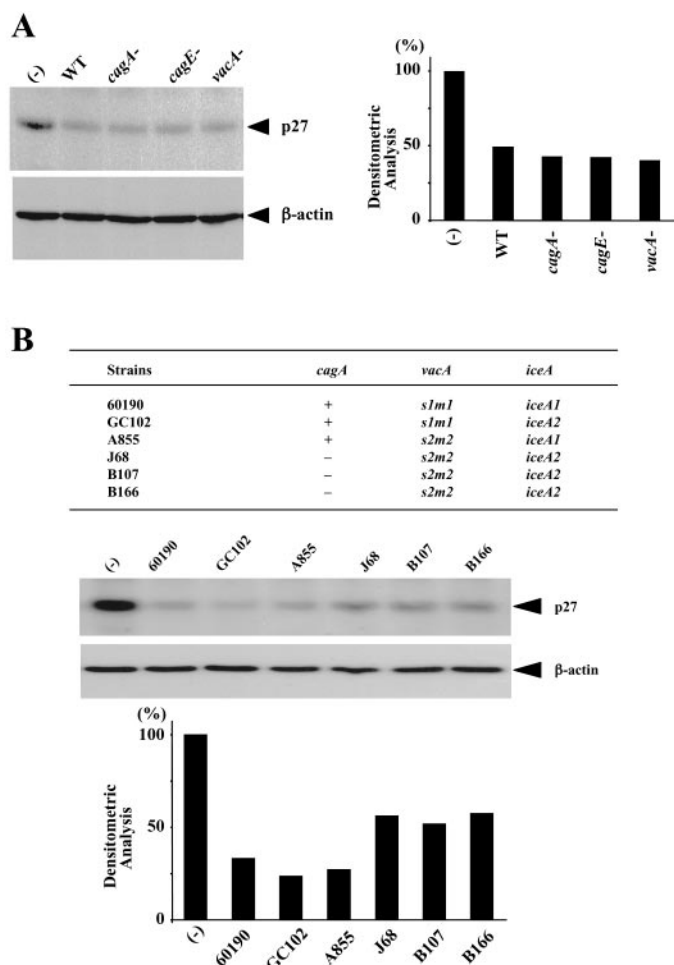 A
(-) WT cagA- cagE- vacA-
p27
β-actin
(%)
100
50
0
Densitometric
Analysis
(-) WT cagA- cagE- vacA-
B
Strains cagA vacA iceA
60190 + s1m1 iceA1
GC102 + s1m1 iceA2
A855 + s2m2 iceA1
J68 – s2m2 iceA2
B107 – s2m2 iceA2
B166 – s2m2 iceA2
(-) 60190 GC102 A855 J68 B107 B166
p27
β-actin
(%)
100
50
0
Densitometric
Analysis
(-) 60190 GC102 A855 J68 B107 B166